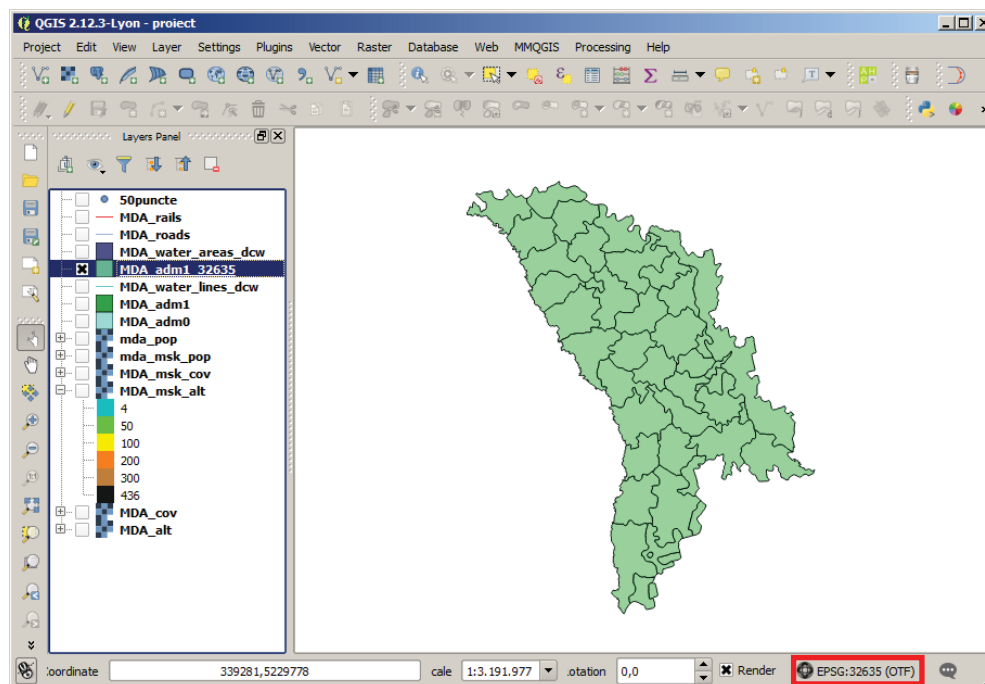 QGIS 2.12.3-Lyon - project
Project Edit View Layer Settings Plugins Vector Raster Database Web MMQGIS Processing Help
Layers Panel
50puncte
MDA_rails
MDA_roads
MDA_water_areas_dcw
MDA_adm1_32635
MDA_water_lines_dcw
MDA_adm1
MDA_adm0
mda_pop
mda_msk_pop
MDA_msk_cov
MDA_msk_alt
4
50
100
200
300
436
MDA_cov
MDA_alt
:oordinate 339281,5229778 cale 1:3.191.977 .otation 0,0 Render EPSG:32635 (OTF)